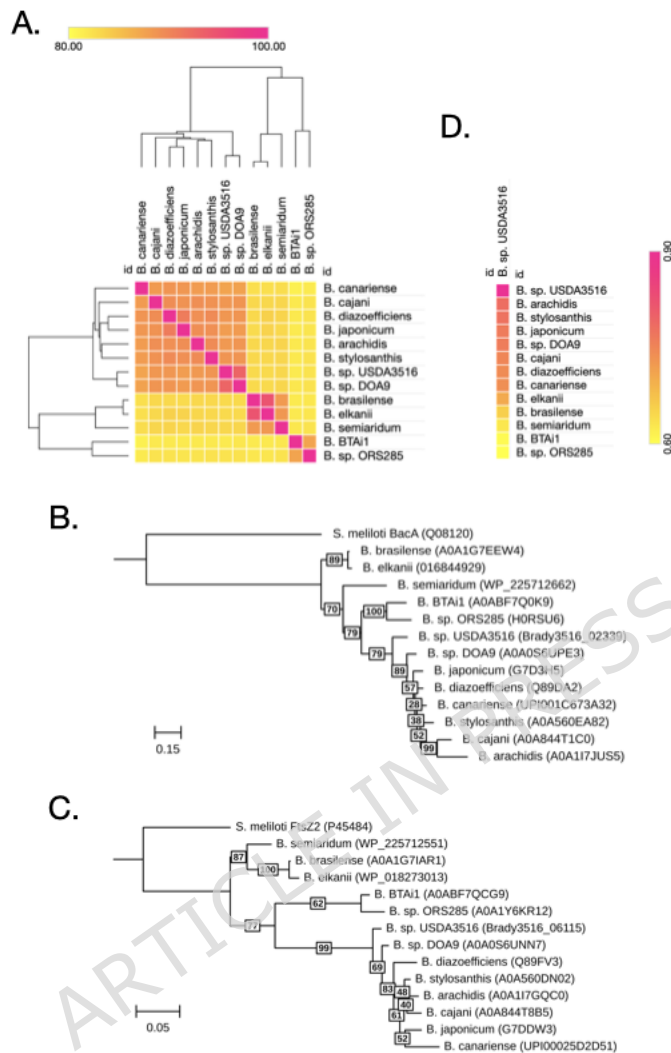 A.
80.00
100.00
D.
id
B. canariense
B. cajani
B. diazoefficiens
B. japonicum
B. arachidis
B. stylosanthis
B. sp. USDA3516
B. sp. DOA9
B. brasilense
B. elkanii
B. semiaridum
B. BTAi1
B. sp. ORS285
id
B. canariense
B. cajani
B. diazoefficiens
B. japonicum
B. arachidis
B. stylosanthis
B. sp. USDA3516
B. sp. DOA9
B. brasilense
B. elkanii
B. semiaridum
B. BTAi1
B. sp. ORS285
id
B. sp. USDA3516
id
B. sp. USDA3516
B. arachidis
B. stylosanthis
B. japonicum
B. sp. DOA9
B. cajani
B. diazoefficiens
B. canariense
B. elkanii
B. brasilense
B. semiaridum
B. BTAi1
B. sp. ORS285
0.90
0.60
B.
S. meliloti BacA (Q08120)
B. brasilense (A0A1G7EEW4)
89
B. elkanii (016844929)
B. semiaridum (WP_225712662)
70
B. BTAi1 (A0ABF7Q0K9)
100
B. sp. ORS285 (H0RSU6)
79
B. sp. USDA3516 (Brady3516_02339)
79
B. sp. DOA9 (A0A0S6UPE3)
89
B. japonicum (G7D3H5)
57
B. diazoefficiens (Q89DA2)
28
B. canariense (UPI001C673A32)
38
B. stylosanthis (A0A560EA82)
52
B. cajani (A0A844T1C0)
99
B. arachidis (A0A1I7JUS5)
0.15
C.
S. meliloti FtsZ2 (P45484)
B. semiaridum (WP_225712551)
87
B. brasilense (A0A1G7IAR1)
100
B. elkanii (WP_018273013)
B. BTAi1 (A0ABF7QCG9)
62
B. sp. ORS285 (A0A1Y6KR12)
77
B. sp. USDA3516 (Brady3516_06115)
99
B. sp. DOA9 (A0A0S6UNN7)
69
B. diazoefficiens (Q89FV3)
83
B. stylosanthis (A0A560DN02)
48
B. arachidis (A0A1I7GQC0)
40
B. cajani (A0A844T8B5)
61
B. japonicum (G7DDW3)
52
B. canariense (UPI00025D2D51)
0.05
ARTICLE IN PRESS